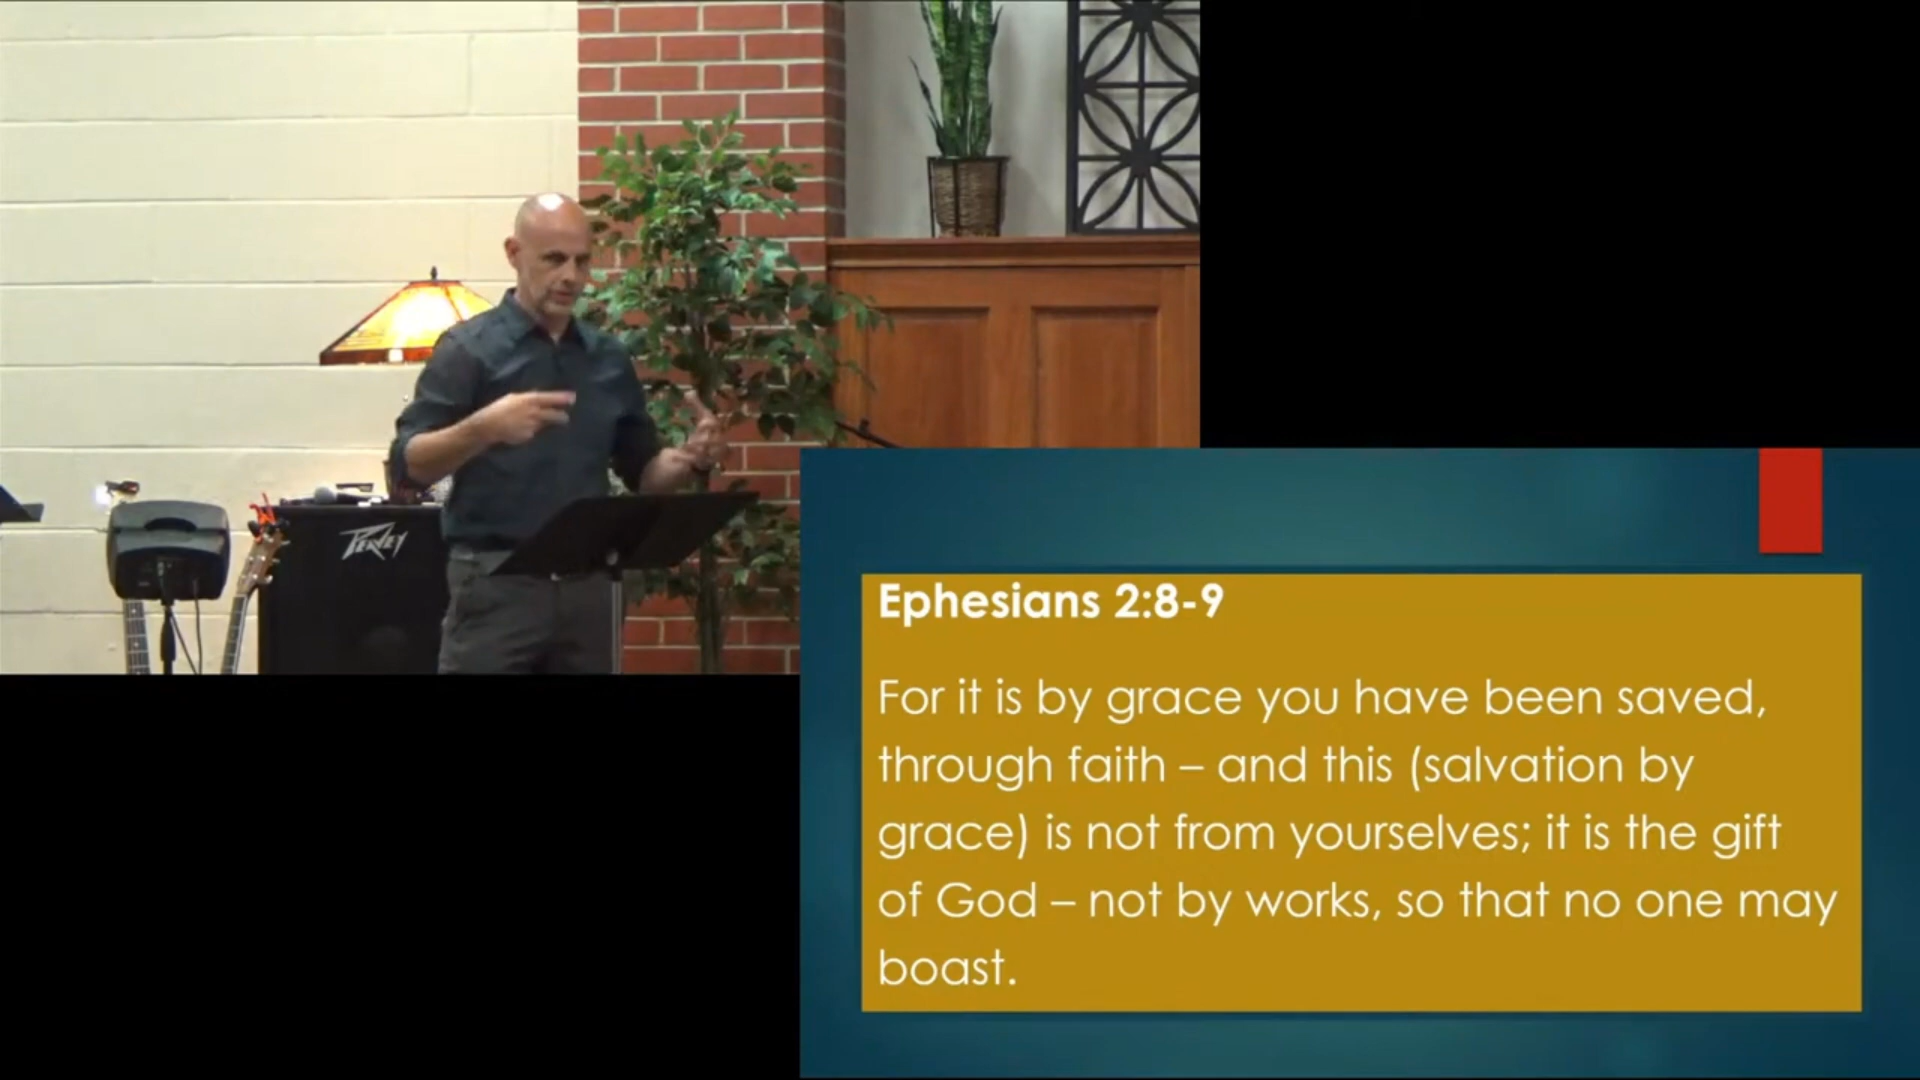 PEAVEY
Ephesians 2:8-9
For it is by grace you have been saved,
through faith – and this (salvation by
grace) is not from yourselves; it is the gift
of God – not by works, so that no one may
boast.